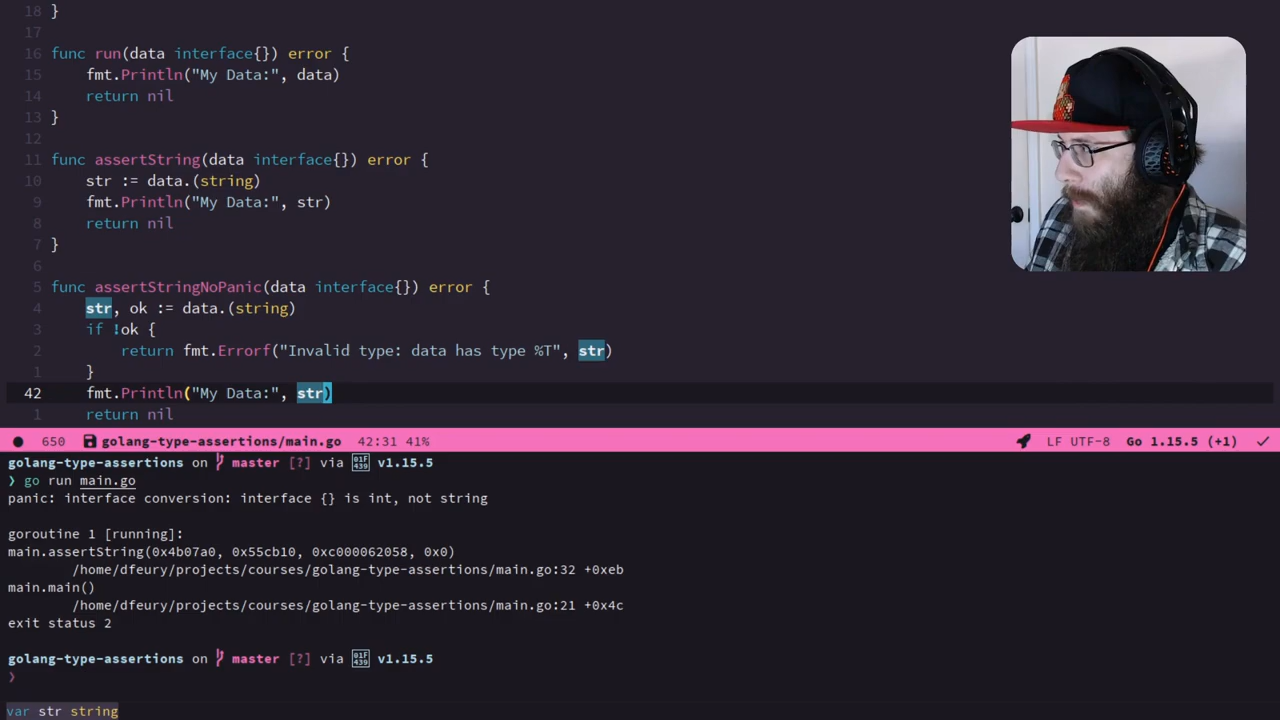 18 }
17
16 func run(data interface{}) error {
15 fmt.Println("My Data:", data)
14 return nil
13 }
12
11 func assertString(data interface{}) error {
10 str := data.(string)
9 fmt.Println("My Data:", str)
8 return nil
7 }
6
5 func assertStringNoPanic(data interface{}) error {
4 str, ok := data.(string)
3 if !ok {
2 return fmt.Errorf("Invalid type: data has type %T", str)
1 }
42 fmt.Println("My Data:", str)
1 return nil
650 golang-type-assertions/main.go 42:31 41% LF UTF-8 Go 1.15.5 (+1)
golang-type-assertions on master [?] via 01F439 v1.15.5
❯ go run main.go
panic: interface conversion: interface {} is int, not string
goroutine 1 [running]:
main.assertString(0x4b07a0, 0x55cb10, 0xc000062058, 0x0)
/home/dfeury/projects/courses/golang-type-assertions/main.go:32 +0xeb
main.main()
/home/dfeury/projects/courses/golang-type-assertions/main.go:21 +0x4c
exit status 2
golang-type-assertions on master [?] via 01F439 v1.15.5
❯
var str string